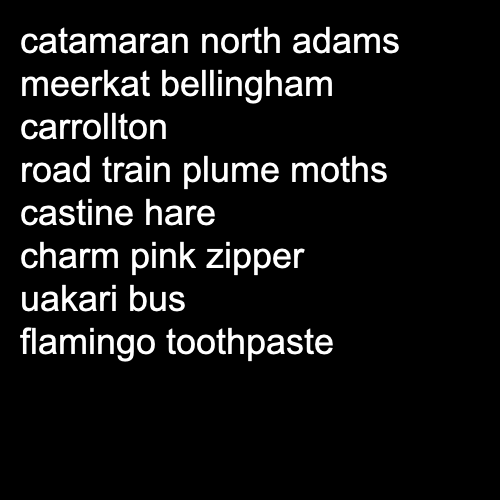 catamaran north adams
meerkat bellingham
carrollton
road train plume moths
castine hare
charm pink zipper
uakari bus
flamingo toothpaste